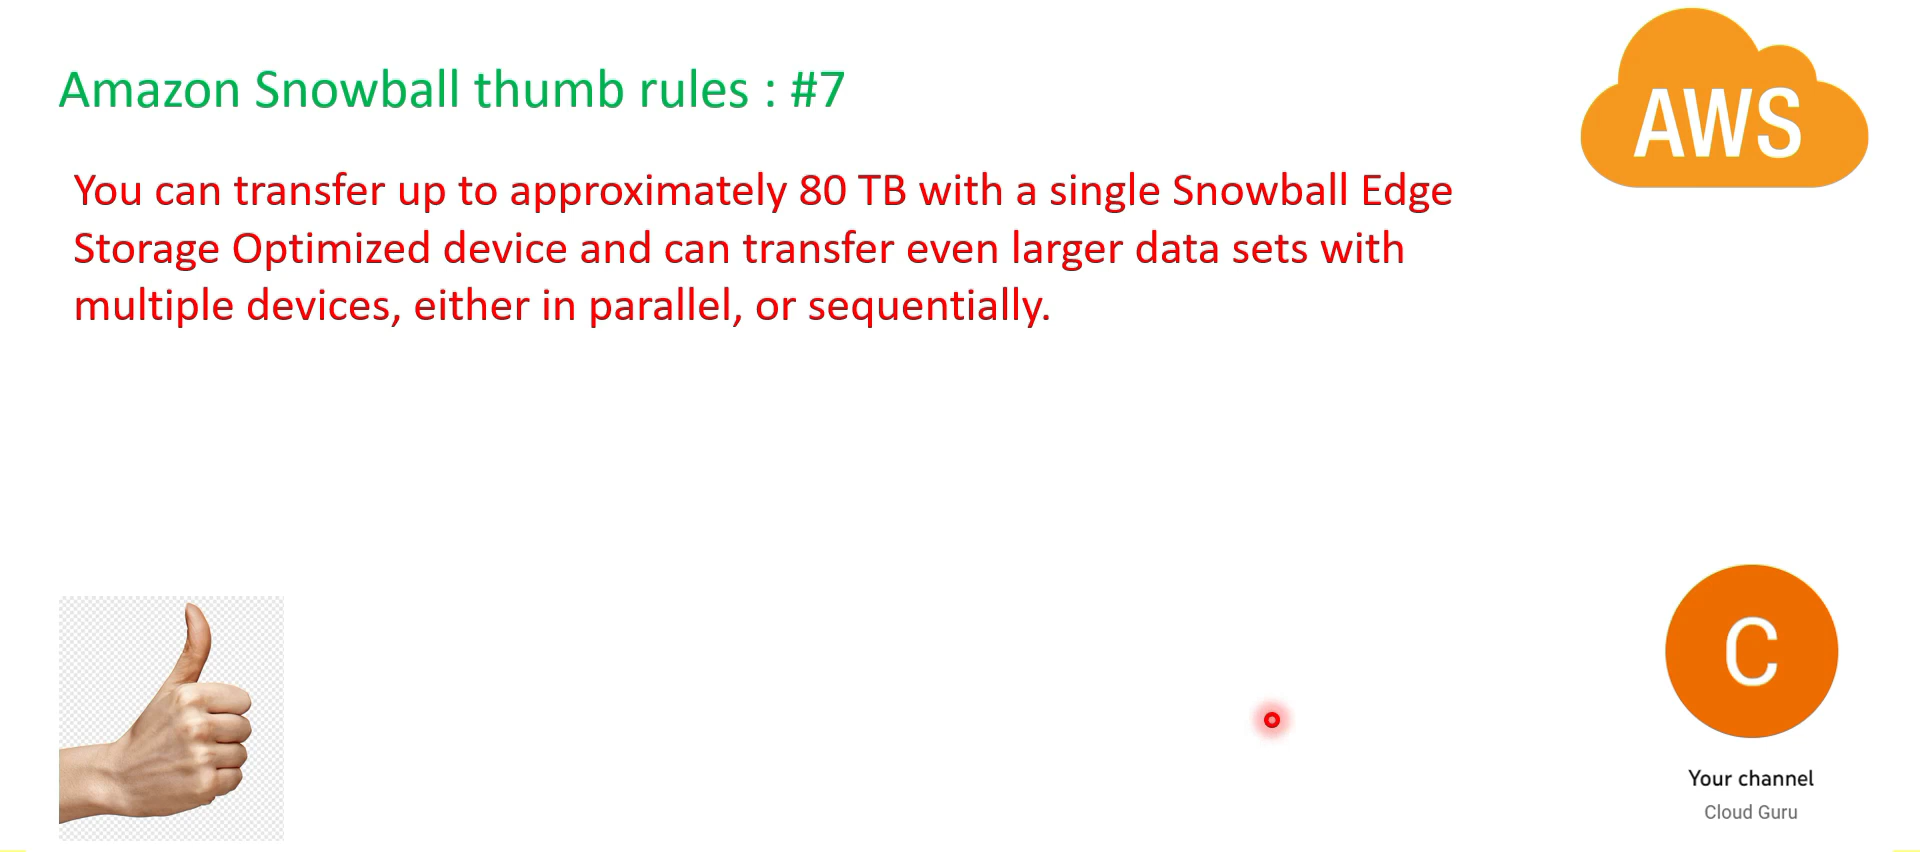 Amazon Snowball thumb rules : #7
AWS
You can transfer up to approximately 80 TB with a single Snowball Edge
Storage Optimized device and can transfer even larger data sets with
multiple devices, either in parallel, or sequentially.
C
Your channel
Cloud Guru